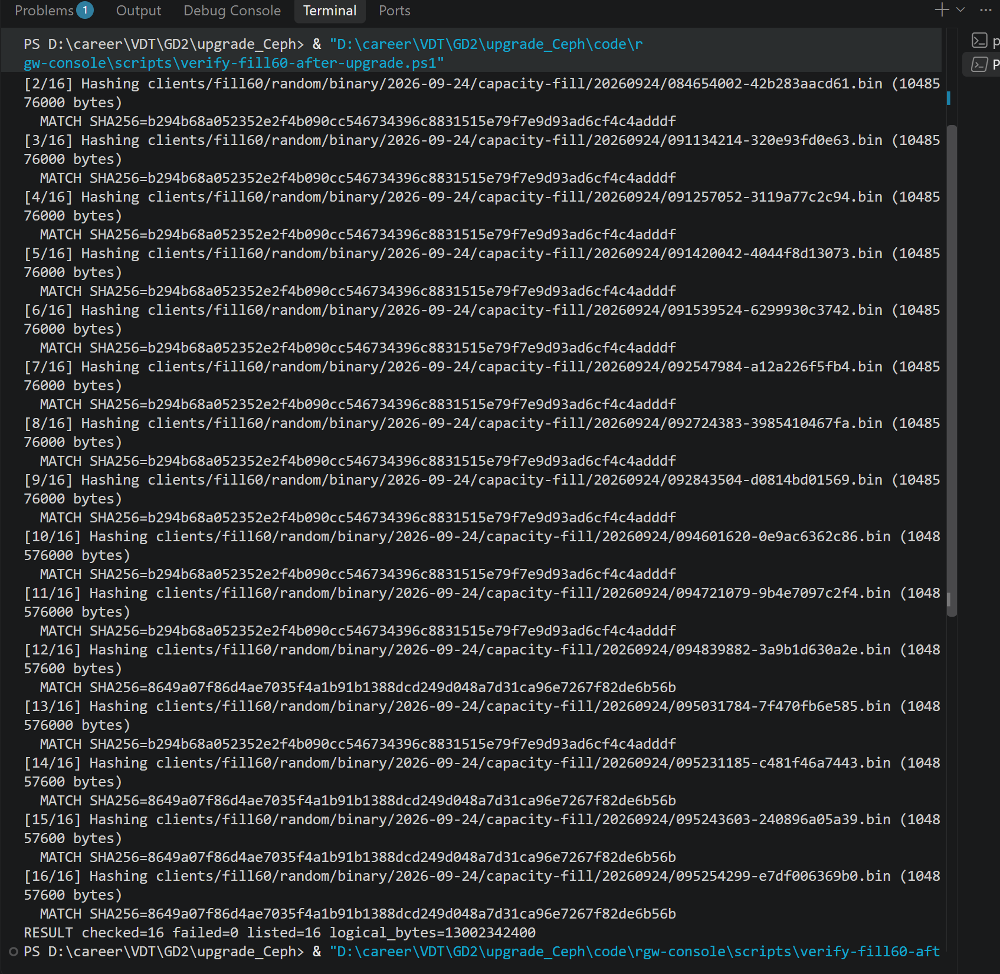 Problems 1 Output Debug Console Terminal Ports
PS D:\career\VDT\GD2\upgrade_Ceph> & "D:\career\VDT\GD2\upgrade_Ceph\code\r
gw-console\scripts\verify-fill60-after-upgrade.ps1"
[2/16] Hashing clients/fill60/random/binary/2026-09-24/capacity-fill/20260924/084654002-42b283aacd61.bin (10485
76000 bytes)
  MATCH SHA256=b294b68a052352e2f4b090cc546734396c8831515e79f7e9d93ad6cf4c4adddf
[3/16] Hashing clients/fill60/random/binary/2026-09-24/capacity-fill/20260924/091134214-320e93fd0e63.bin (10485
76000 bytes)
  MATCH SHA256=b294b68a052352e2f4b090cc546734396c8831515e79f7e9d93ad6cf4c4adddf
[4/16] Hashing clients/fill60/random/binary/2026-09-24/capacity-fill/20260924/091257052-3119a77c2c94.bin (10485
76000 bytes)
  MATCH SHA256=b294b68a052352e2f4b090cc546734396c8831515e79f7e9d93ad6cf4c4adddf
[5/16] Hashing clients/fill60/random/binary/2026-09-24/capacity-fill/20260924/091420042-4044f8d13073.bin (10485
76000 bytes)
  MATCH SHA256=b294b68a052352e2f4b090cc546734396c8831515e79f7e9d93ad6cf4c4adddf
[6/16] Hashing clients/fill60/random/binary/2026-09-24/capacity-fill/20260924/091539524-6299930c3742.bin (10485
76000 bytes)
  MATCH SHA256=b294b68a052352e2f4b090cc546734396c8831515e79f7e9d93ad6cf4c4adddf
[7/16] Hashing clients/fill60/random/binary/2026-09-24/capacity-fill/20260924/092547984-a12a226f5fb4.bin (10485
76000 bytes)
  MATCH SHA256=b294b68a052352e2f4b090cc546734396c8831515e79f7e9d93ad6cf4c4adddf
[8/16] Hashing clients/fill60/random/binary/2026-09-24/capacity-fill/20260924/092724383-3985410467fa.bin (10485
76000 bytes)
  MATCH SHA256=b294b68a052352e2f4b090cc546734396c8831515e79f7e9d93ad6cf4c4adddf
[9/16] Hashing clients/fill60/random/binary/2026-09-24/capacity-fill/20260924/092843504-d0814bd01569.bin (10485
76000 bytes)
  MATCH SHA256=b294b68a052352e2f4b090cc546734396c8831515e79f7e9d93ad6cf4c4adddf
[10/16] Hashing clients/fill60/random/binary/2026-09-24/capacity-fill/20260924/094601620-0e9ac6362c86.bin (1048
576000 bytes)
  MATCH SHA256=b294b68a052352e2f4b090cc546734396c8831515e79f7e9d93ad6cf4c4adddf
[11/16] Hashing clients/fill60/random/binary/2026-09-24/capacity-fill/20260924/094721079-9b4e7097c2f4.bin (1048
576000 bytes)
  MATCH SHA256=b294b68a052352e2f4b090cc546734396c8831515e79f7e9d93ad6cf4c4adddf
[12/16] Hashing clients/fill60/random/binary/2026-09-24/capacity-fill/20260924/094839882-3a9b1d630a2e.bin (1048
57600 bytes)
  MATCH SHA256=8649a07f86d4ae7035f4a1b91b1388dcd249d048a7d31ca96e7267f82de6b56b
[13/16] Hashing clients/fill60/random/binary/2026-09-24/capacity-fill/20260924/095031784-7f470fb6e585.bin (1048
576000 bytes)
  MATCH SHA256=b294b68a052352e2f4b090cc546734396c8831515e79f7e9d93ad6cf4c4adddf
[14/16] Hashing clients/fill60/random/binary/2026-09-24/capacity-fill/20260924/095231185-c481f46a7443.bin (1048
57600 bytes)
  MATCH SHA256=8649a07f86d4ae7035f4a1b91b1388dcd249d048a7d31ca96e7267f82de6b56b
[15/16] Hashing clients/fill60/random/binary/2026-09-24/capacity-fill/20260924/095243603-240896a05a39.bin (1048
57600 bytes)
  MATCH SHA256=8649a07f86d4ae7035f4a1b91b1388dcd249d048a7d31ca96e7267f82de6b56b
[16/16] Hashing clients/fill60/random/binary/2026-09-24/capacity-fill/20260924/095254299-e7df006369b0.bin (1048
57600 bytes)
  MATCH SHA256=8649a07f86d4ae7035f4a1b91b1388dcd249d048a7d31ca96e7267f82de6b56b
RESULT checked=16 failed=0 listed=16 logical_bytes=13002342400
PS D:\career\VDT\GD2\upgrade_Ceph> & "D:\career\VDT\GD2\upgrade_Ceph\code\rgw-console\scripts\verify-fill60-aft